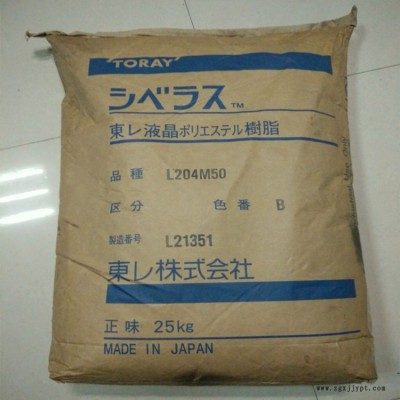 TORAY
シベラス™
東レ液晶ポリエステル樹脂
品種 L204M50
区分 色番 B
製造番号 L21351
東レ株式会社
正味 25kg
MADE IN JAPAN
www.zgsjjypt.com